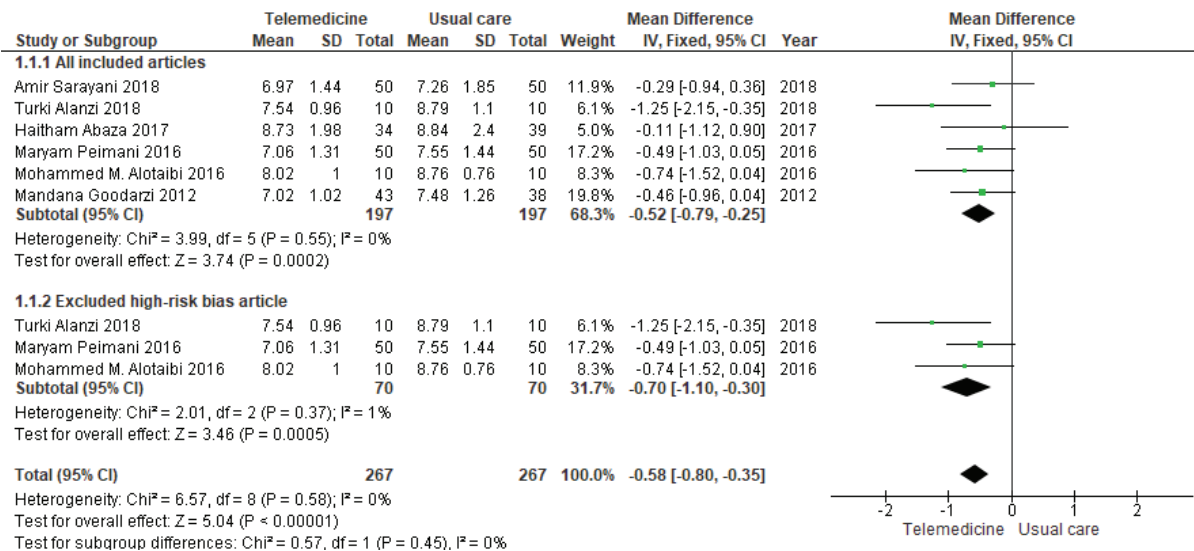 Telemedicine Usual care Mean Difference Mean Difference
Study or Subgroup Mean SD Total Mean SD Total Weight IV, Fixed, 95% CI Year IV, Fixed, 95% CI
1.1.1 All included articles
Amir Sarayani 2018 6.97 1.44 50 7.26 1.85 50 11.9% -0.29 [-0.94, 0.36] 2018
Turki Alanzi 2018 7.54 0.96 10 8.79 1.1 10 6.1% -1.25 [-2.15, -0.35] 2018
Haitham Abaza 2017 8.73 1.98 34 8.84 2.4 39 5.0% -0.11 [-1.12, 0.90] 2017
Maryam Peimani 2016 7.06 1.31 50 7.55 1.44 50 17.2% -0.49 [-1.03, 0.05] 2016
Mohammed M. Alotaibi 2016 8.02 1 10 8.76 0.76 10 8.3% -0.74 [-1.52, 0.04] 2016
Mandana Goodarzi 2012 7.02 1.02 43 7.48 1.26 38 19.8% -0.46 [-0.96, 0.04] 2012
Subtotal (95% CI) 197 197 68.3% -0.52 [-0.79, -0.25]
Heterogeneity: Chi² = 3.99, df = 5 (P = 0.55); I² = 0%
Test for overall effect: Z = 3.74 (P = 0.0002)
1.1.2 Excluded high-risk bias article
Turki Alanzi 2018 7.54 0.96 10 8.79 1.1 10 6.1% -1.25 [-2.15, -0.35] 2018
Maryam Peimani 2016 7.06 1.31 50 7.55 1.44 50 17.2% -0.49 [-1.03, 0.05] 2016
Mohammed M. Alotaibi 2016 8.02 1 10 8.76 0.76 10 8.3% -0.74 [-1.52, 0.04] 2016
Subtotal (95% CI) 70 70 31.7% -0.70 [-1.10, -0.30]
Heterogeneity: Chi² = 2.01, df = 2 (P = 0.37); I² = 1%
Test for overall effect: Z = 3.46 (P = 0.0005)
Total (95% CI) 267 267 100.0% -0.58 [-0.80, -0.35]
Heterogeneity: Chi² = 6.57, df = 8 (P = 0.58); I² = 0%
Test for overall effect: Z = 5.04 (P < 0.00001)
Test for subgroup differences: Chi² = 0.57, df = 1 (P = 0.45), I² = 0%
-2 -1 0 1 2
Telemedicine Usual care